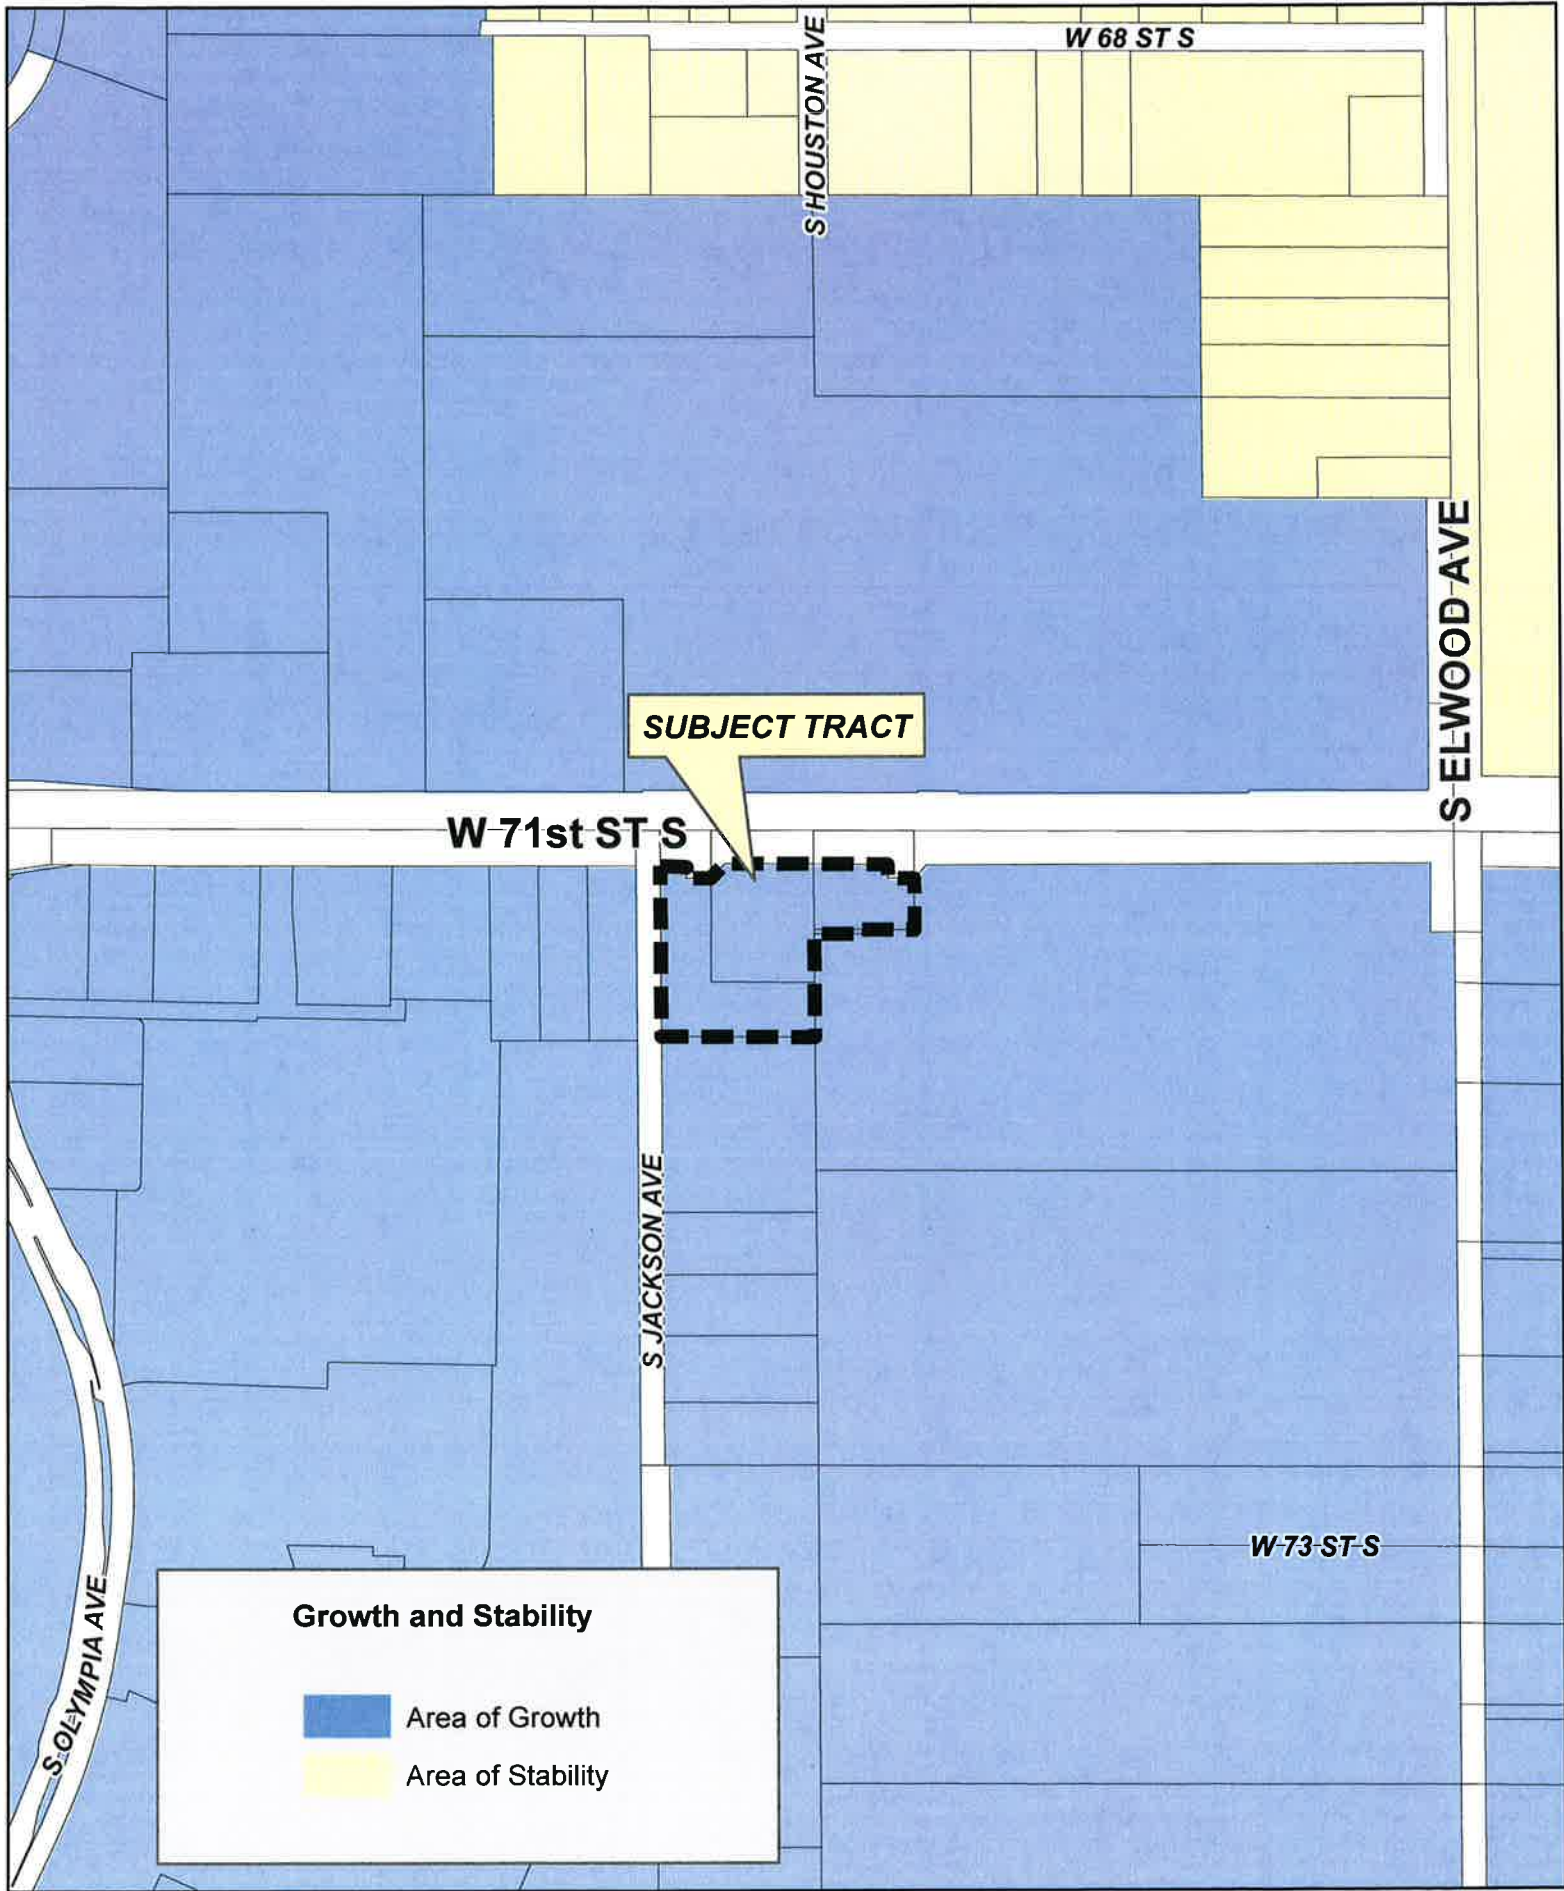 W 68 ST S
S HOUSTON AVE
S ELWOOD AVE
SUBJECT TRACT
W 71st ST S
S JACKSON AVE
W 73 ST S
S OLYMPIA AVE
Growth and Stability
Area of Growth
Area of Stability